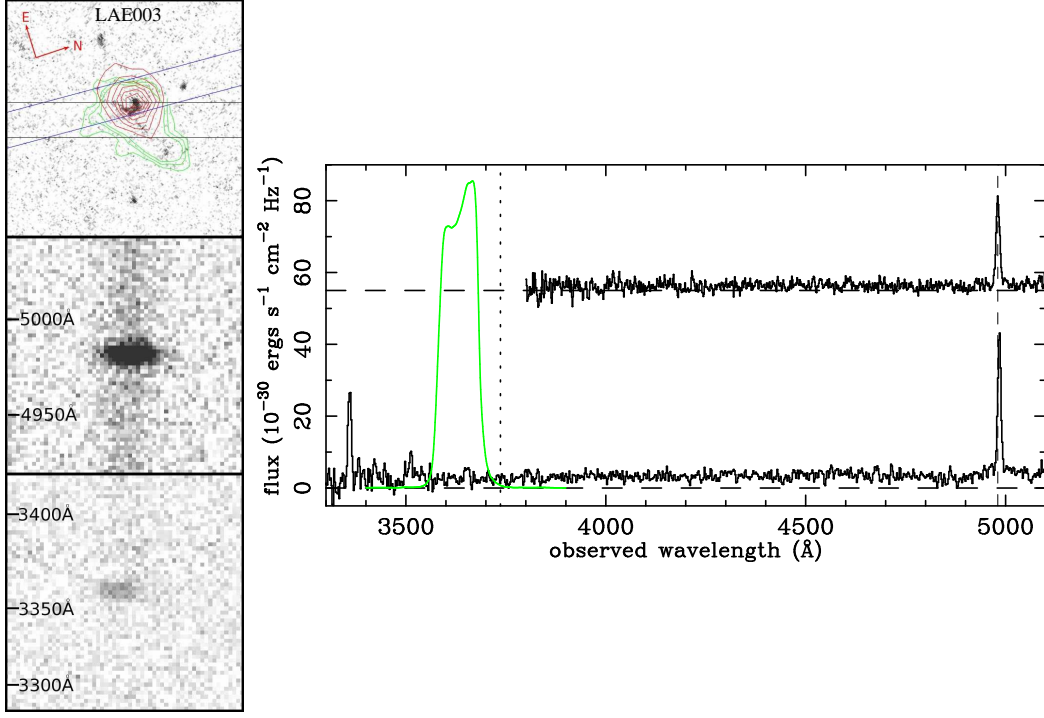 LAE003
E
N
5000Å
4950Å
3400Å
3350Å
3300Å
flux (10⁻³⁰ ergs s⁻¹ cm⁻² Hz⁻¹)
80
60
40
20
0
3500 4000 4500 5000
observed wavelength (Å)